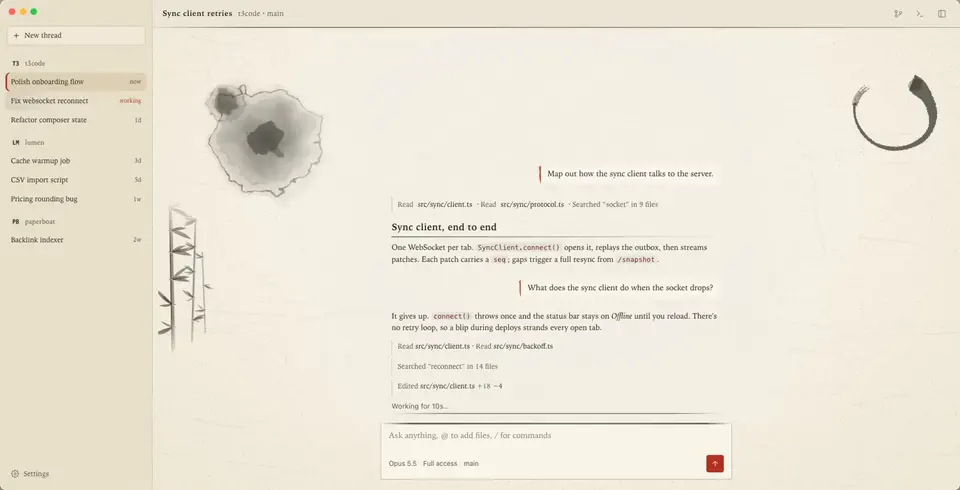 Sync client retries t3code • main
+ New thread
T3 t3code
Polish onboarding flow now
Fix websocket reconnect working
Refactor composer state 1d
LM lumen
Cache warmup job 3d
CSV import script 5d
Pricing rounding bug 1w
PB paperboat
Backlink indexer 2w
Settings
Map out how the sync client talks to the server.
Read src/sync/client.ts · Read src/sync/protocol.ts · Searched "socket" in 9 files
Sync client, end to end
One WebSocket per tab. SyncClient.connect() opens it, replays the outbox, then streams
patches. Each patch carries a seq; gaps trigger a full resync from /snapshot.
What does the sync client do when the socket drops?
It gives up. connect() throws once and the status bar stays on Offline until you reload. There's
no retry loop, so a blip during deploys strands every open tab.
Read src/sync/client.ts · Read src/sync/backoff.ts
Searched "reconnect" in 14 files
Edited src/sync/client.ts +18 −4
Working for 10s...
Ask anything, @ to add files, / for commands
Opus 5.5 Full access main